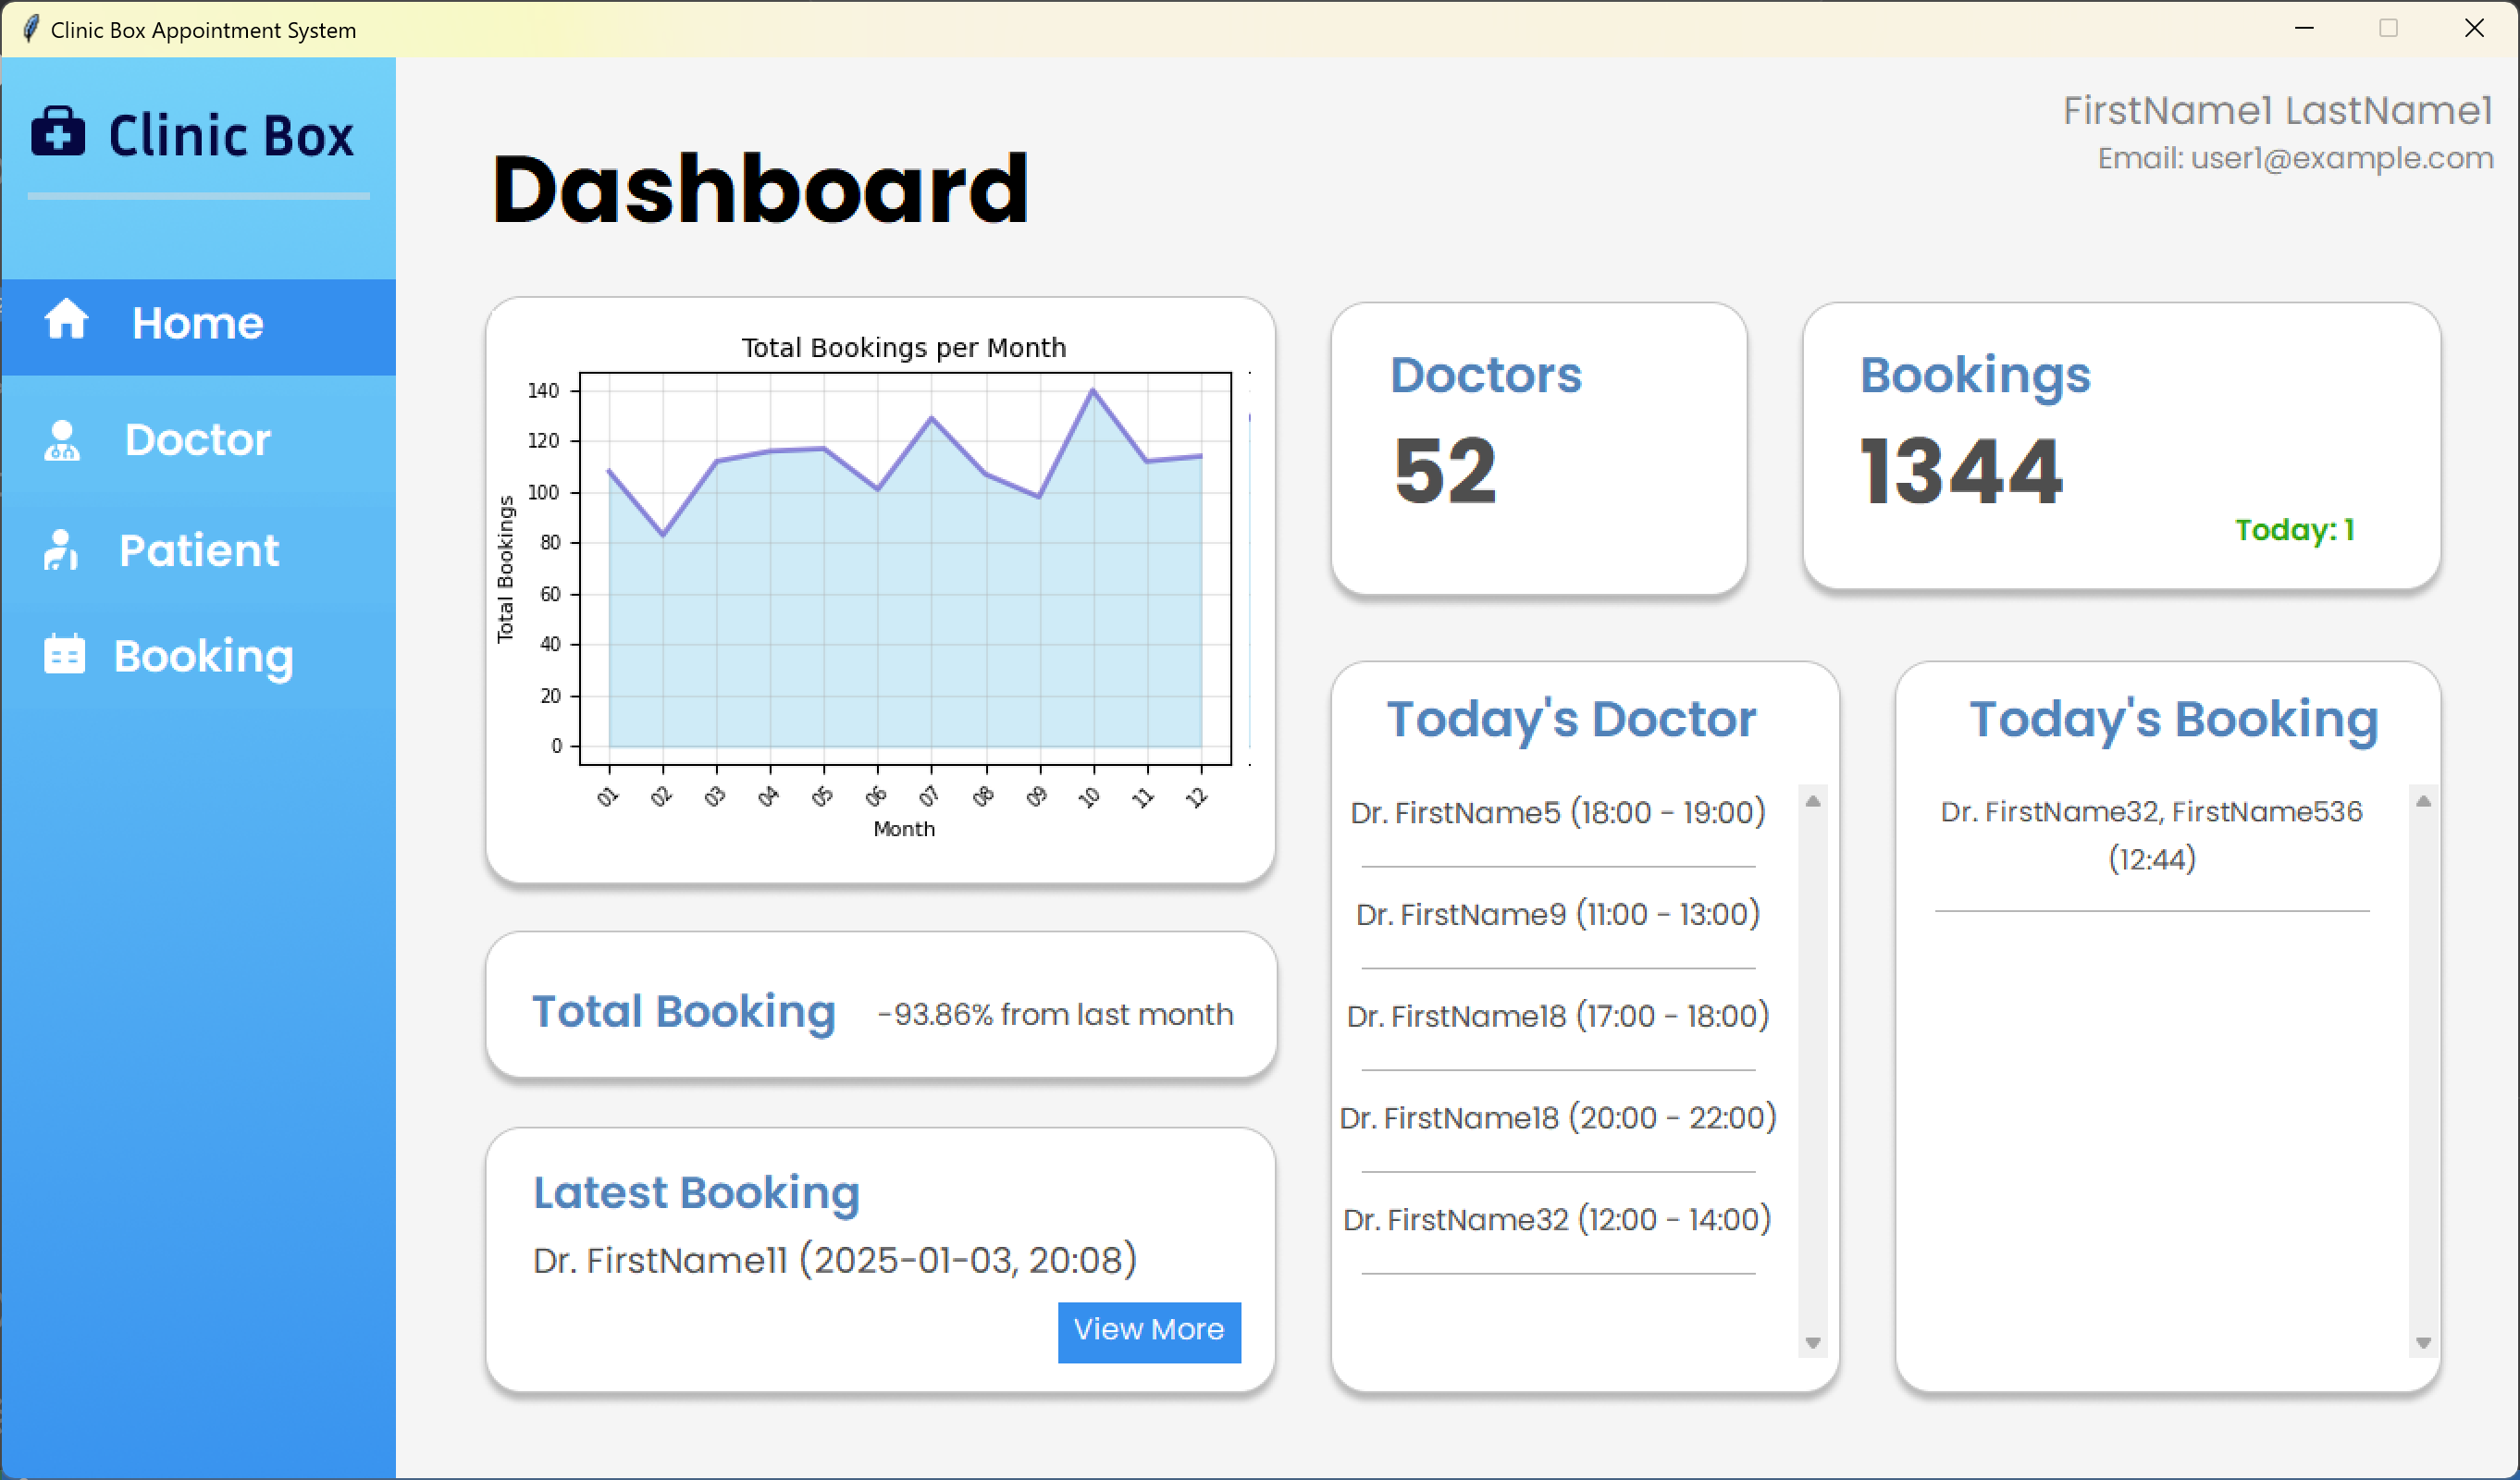 Clinic Box Appointment System
Clinic Box
Home
Doctor
Patient
Booking
FirstName1 LastName1
Email: user1@example.com
Dashboard
Total Bookings per Month
Total Bookings
140
120
100
80
60
40
20
0
01 02 03 04 05 06 07 08 09 10 11 12
Month
Doctors
52
Bookings
1344
Today: 1
Total Booking -93.86% from last month
Latest Booking
Dr. FirstName11 (2025-01-03, 20:08)
View More
Today's Doctor
Dr. FirstName5 (18:00 - 19:00)
Dr. FirstName9 (11:00 - 13:00)
Dr. FirstName18 (17:00 - 18:00)
Dr. FirstName18 (20:00 - 22:00)
Dr. FirstName32 (12:00 - 14:00)
Today's Booking
Dr. FirstName32, FirstName536
(12:44)